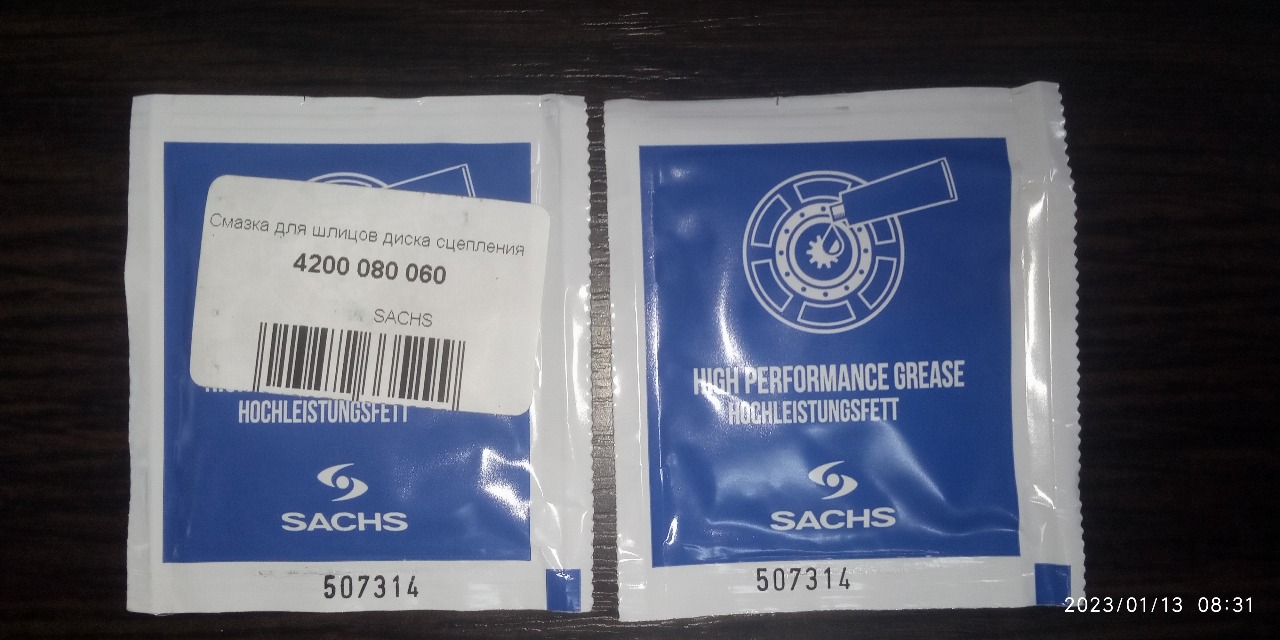 Смазка для шлицов диска сцепления
4200 080 060
SACHS
HOCHLEISTUNGSFETT
SACHS
507314
HIGH PERFORMANCE GREASE
HOCHLEISTUNGSFETT
SACHS
507314
2023/01/13 08:31